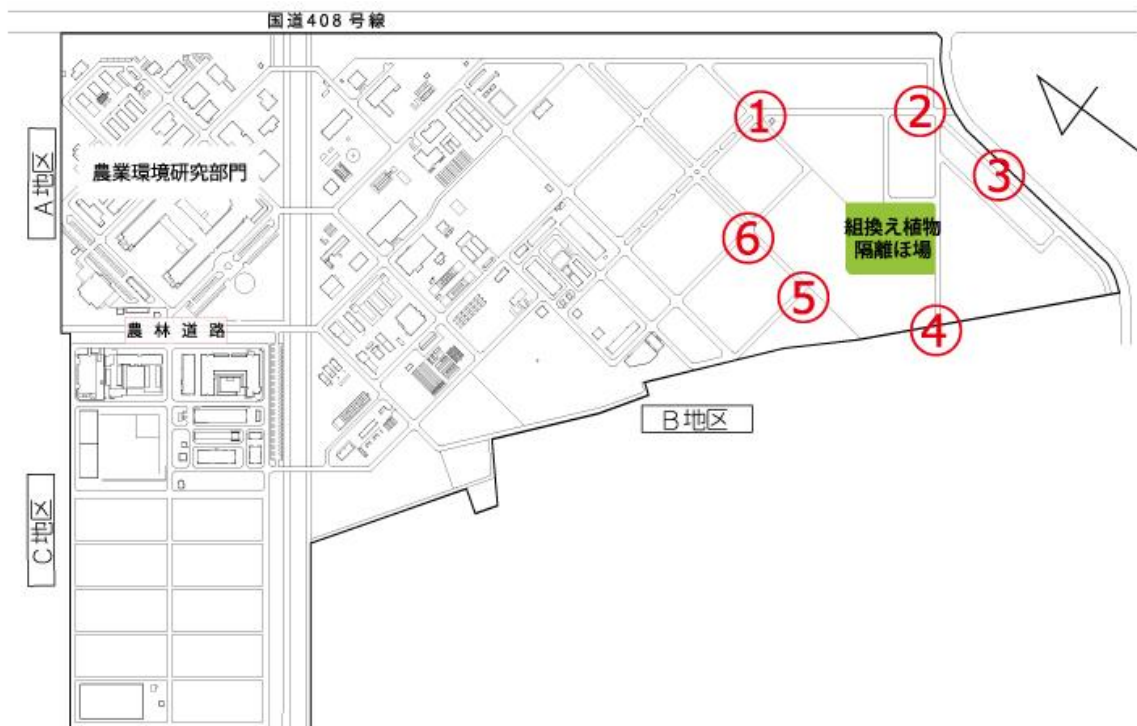 国道408号線
A地区
農業環境研究部門
①
②
③
組換え植物
隔離ほ場
⑥
⑤
④
農林道路
B地区
C地区